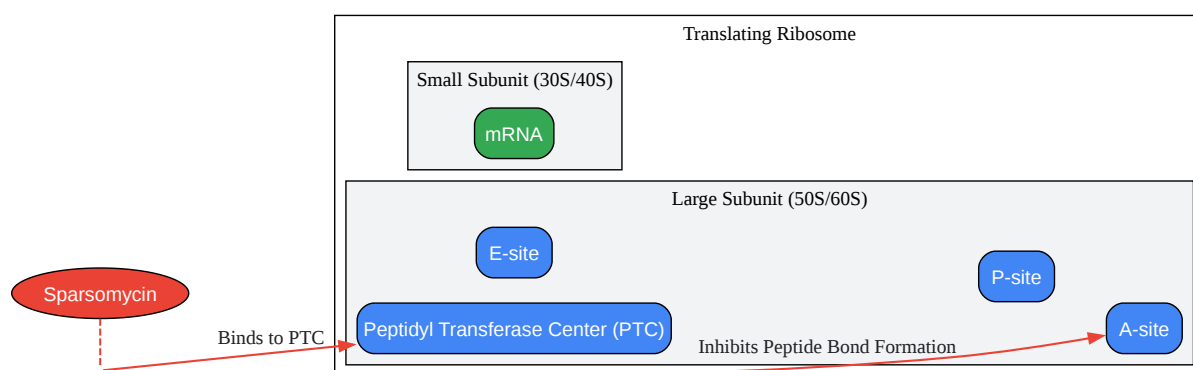 Translating Ribosome
Small Subunit (30S/40S)
mRNA
Large Subunit (50S/60S)
E-site
P-site
Sparsomycin
Peptidyl Transferase Center (PTC)
A-site
Binds to PTC
Inhibits Peptide Bond Formation